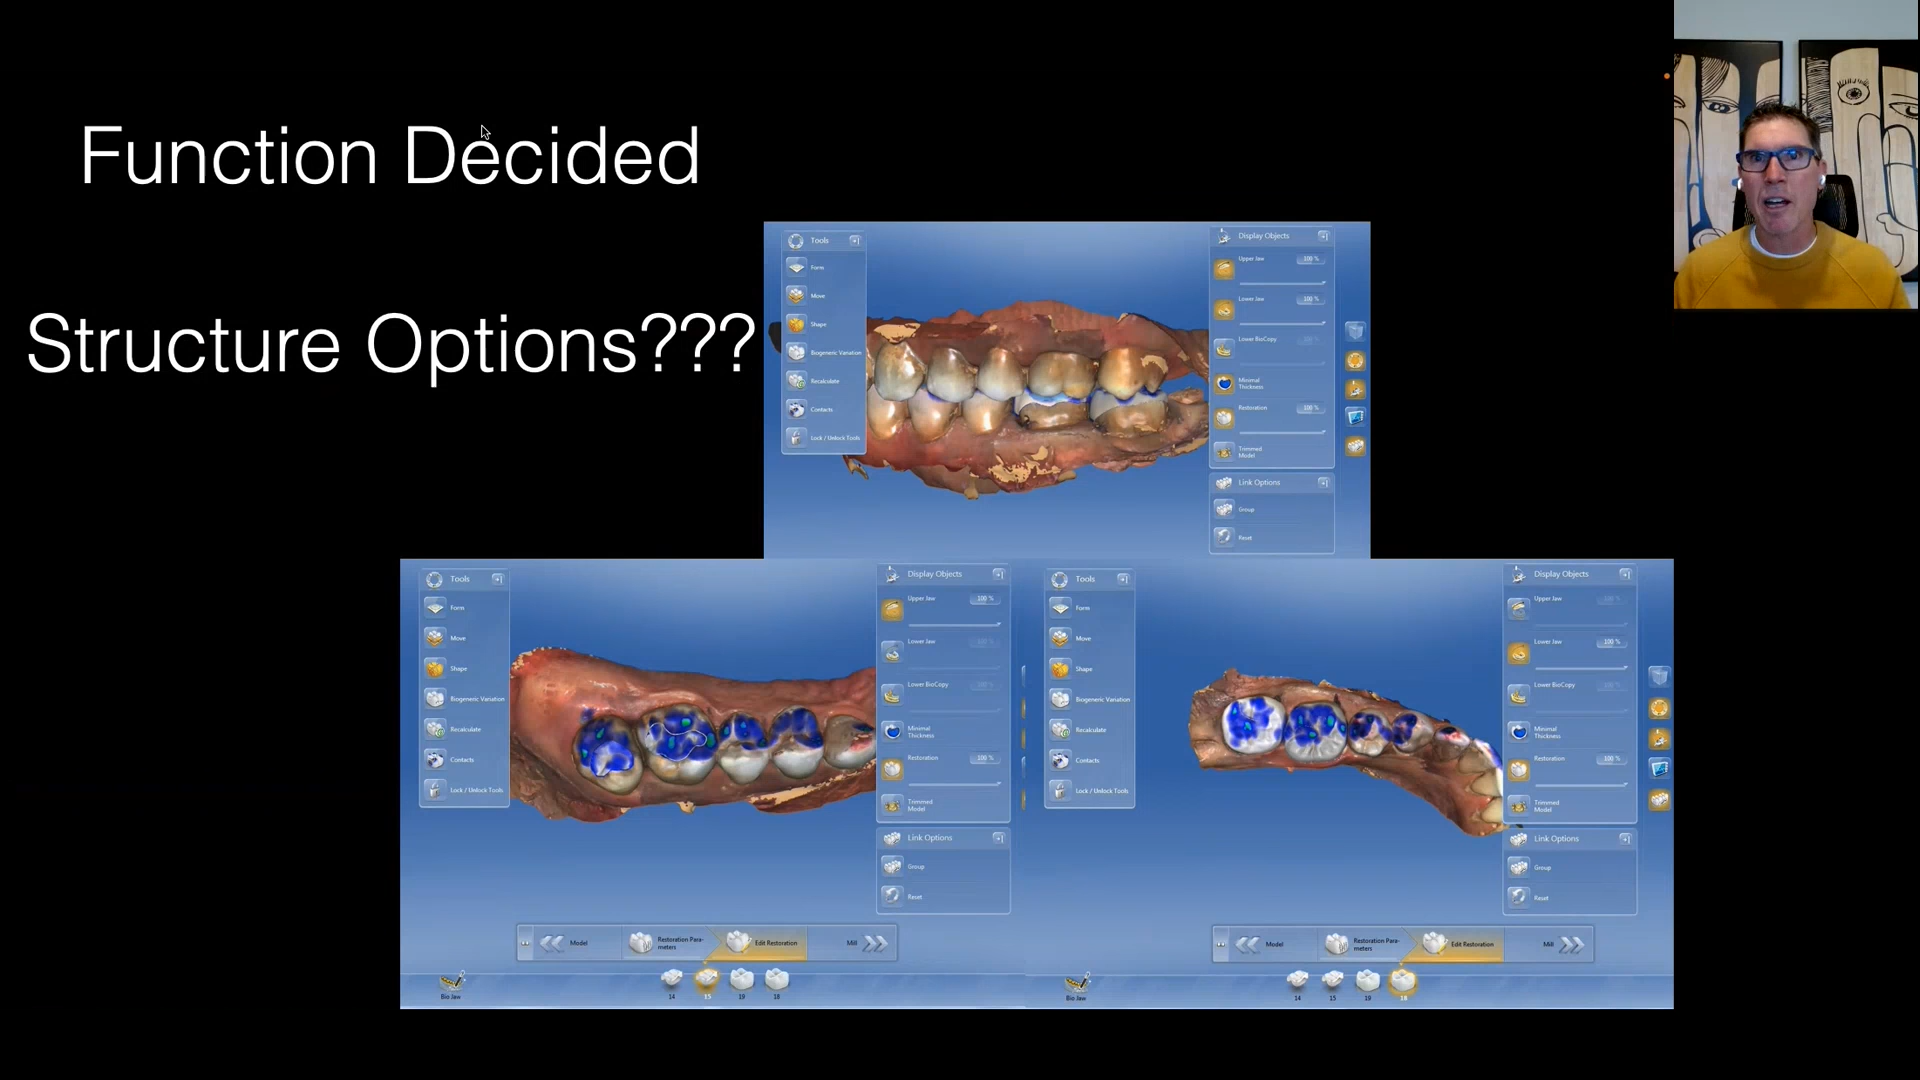 Function Decided
Structure Options???
Tools
Form
Move
Shape
Biogeneric Variation
Recalculate
Contacts
Lock / Unlock Tools
Display Objects
Upper Jaw 100 %
Lower Jaw 100 %
Lower BioCopy
Minimal
Thickness
Restoration 100 %
Trimmed
Model
Link Options
Group
Reset
Tools
Form
Move
Shape
Biogeneric Variation
Recalculate
Contacts
Lock / Unlock Tools
Display Objects
Upper Jaw 100 %
Lower Jaw 100 %
Lower BioCopy 100 %
Minimal
Thickness
Restoration 100 %
Trimmed
Model
Link Options
Group
Reset
Model
Restoration Para-
meters
Edit Restoration
Mill
Bio Jaw
14 15 19 18
Tools
Form
Move
Shape
Biogeneric Variation
Recalculate
Contacts
Lock / Unlock Tools
Display Objects
Upper Jaw
Lower Jaw 100 %
Lower BioCopy
Minimal
Thickness
Restoration 100 %
Trimmed
Model
Link Options
Group
Reset
Model
Restoration Para-
meters
Edit Restoration
Mill
Bio Jaw
14 15 19 18